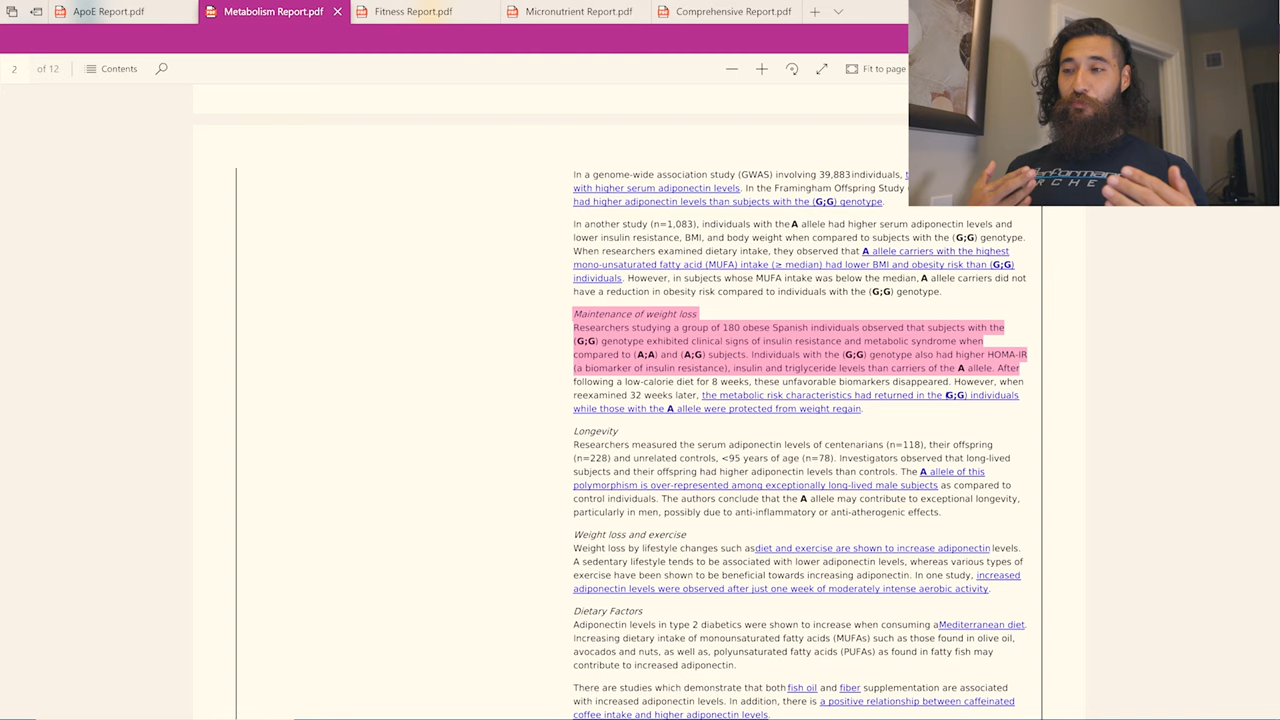 ApoE Report.pdf
Metabolism Report.pdf
Fitness Report.pdf
Micronutrient Report.pdf
Comprehensive Report.pdf
2 of 12
Contents
Fit to page
In a genome-wide association study (GWAS) involving 39,883 individuals,
with higher serum adiponectin levels. In the Framingham Offspring Study
had higher adiponectin levels than subjects with the (G;G) genotype.
In another study (n=1,083), individuals with the A allele had higher serum adiponectin levels and
lower insulin resistance, BMI, and body weight when compared to subjects with the (G;G) genotype.
When researchers examined dietary intake, they observed that A allele carriers with the highest
mono-unsaturated fatty acid (MUFA) intake (≥ median) had lower BMI and obesity risk than (G;G)
individuals. However, in subjects whose MUFA intake was below the median, A allele carriers did not
have a reduction in obesity risk compared to individuals with the (G;G) genotype.
Maintenance of weight loss
Researchers studying a group of 180 obese Spanish individuals observed that subjects with the
(G;G) genotype exhibited clinical signs of insulin resistance and metabolic syndrome when
compared to (A;A) and (A;G) subjects. Individuals with the (G;G) genotype also had higher HOMA-IR
(a biomarker of insulin resistance), insulin and triglyceride levels than carriers of the A allele. After
following a low-calorie diet for 8 weeks, these unfavorable biomarkers disappeared. However, when
reexamined 32 weeks later, the metabolic risk characteristics had returned in the (G;G) individuals
while those with the A allele were protected from weight regain.
Longevity
Researchers measured the serum adiponectin levels of centenarians (n=118), their offspring
(n=228) and unrelated controls, <95 years of age (n=78). Investigators observed that long-lived
subjects and their offspring had higher adiponectin levels than controls. The A allele of this
polymorphism is over-represented among exceptionally long-lived male subjects as compared to
control individuals. The authors conclude that the A allele may contribute to exceptional longevity,
particularly in men, possibly due to anti-inflammatory or anti-atherogenic effects.
Weight loss and exercise
Weight loss by lifestyle changes such as diet and exercise are shown to increase adiponectin levels.
A sedentary lifestyle tends to be associated with lower adiponectin levels, whereas various types of
exercise have been shown to be beneficial towards increasing adiponectin. In one study, increased
adiponectin levels were observed after just one week of moderately intense aerobic activity.
Dietary Factors
Adiponectin levels in type 2 diabetics were shown to increase when consuming a Mediterranean diet.
Increasing dietary intake of monounsaturated fatty acids (MUFAs) such as those found in olive oil,
avocados and nuts, as well as, polyunsaturated fatty acids (PUFAs) as found in fatty fish may
contribute to increased adiponectin.
There are studies which demonstrate that both fish oil and fiber supplementation are associated
with increased adiponectin levels. In addition, there is a positive relationship between caffeinated
coffee intake and higher adiponectin levels.